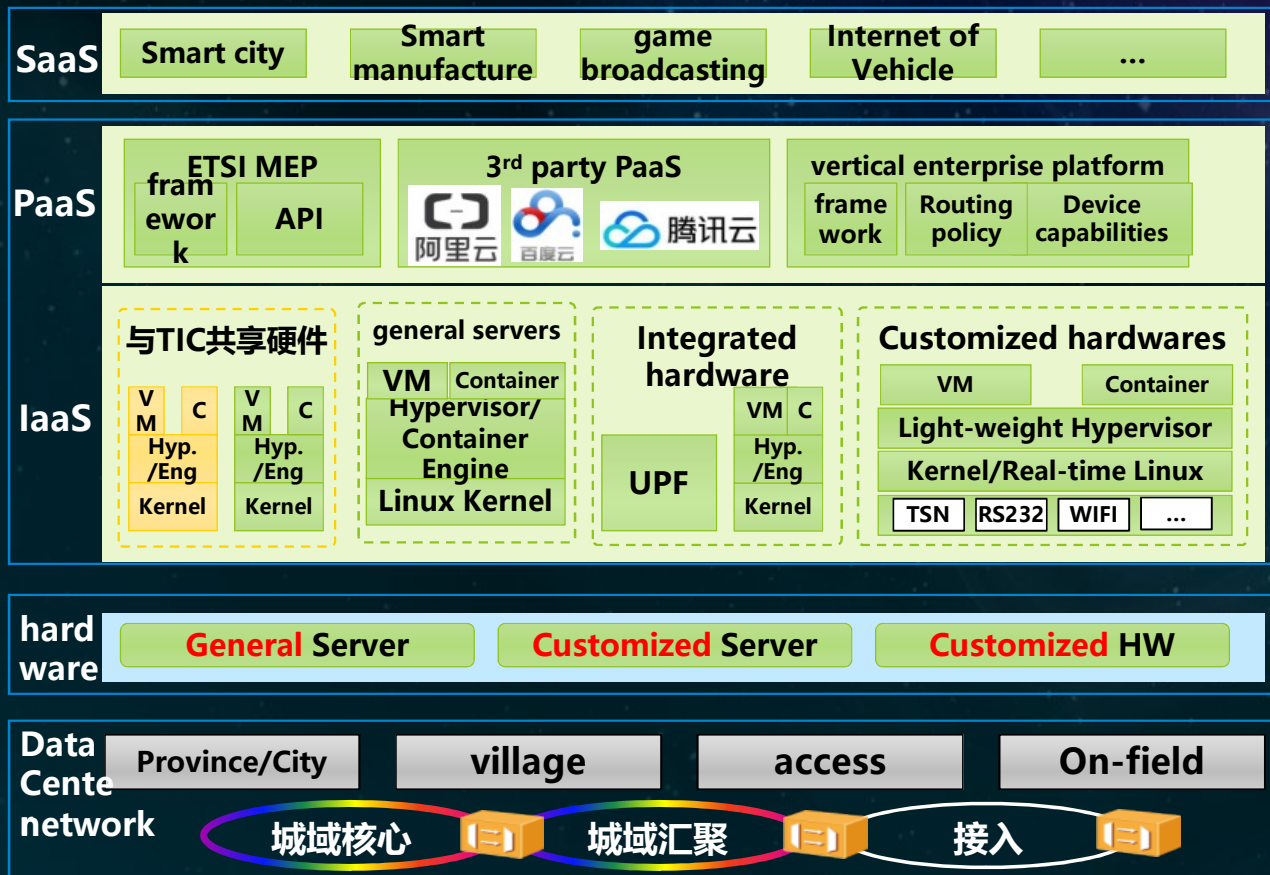 SaaS
Smart city
Smart
manufacture
game
broadcasting
Internet of
Vehicle
...
PaaS
ETSI MEP
fram
ewor
k
API
3rd party PaaS
阿里云
百度云
腾讯云
vertical enterprise platform
frame
work
Routing
policy
Device
capabilities
IaaS
与TIC共享硬件
V
M
C
Hyp.
/Eng
Kernel
V
M
C
Hyp.
/Eng
Kernel
general servers
VM
Container
Hypervisor/
Container
Engine
Linux Kernel
Integrated
hardware
UPF
VM
C
Hyp.
/Eng
Kernel
Customized hardwares
VM
Container
Light-weight Hypervisor
Kernel/Real-time Linux
TSN
RS232
WIFI
...
hard
ware
General Server
Customized Server
Customized HW
Data
Cente
network
Province/City
village
access
On-field
城域核心
城域汇聚
接入